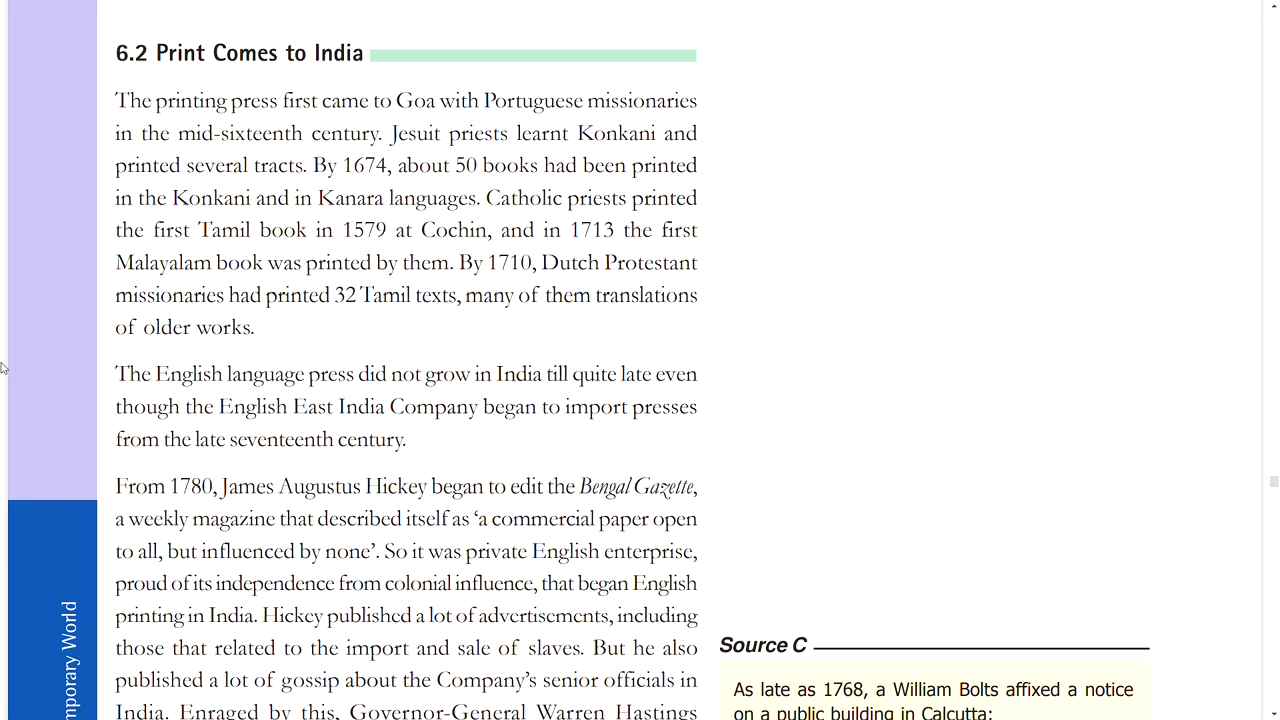 6.2 Print Comes to India
The printing press first came to Goa with Portuguese missionaries
in the mid-sixteenth century. Jesuit priests learnt Konkani and
printed several tracts. By 1674, about 50 books had been printed
in the Konkani and in Kanara languages. Catholic priests printed
the first Tamil book in 1579 at Cochin, and in 1713 the first
Malayalam book was printed by them. By 1710, Dutch Protestant
missionaries had printed 32 Tamil texts, many of them translations
of older works.
The English language press did not grow in India till quite late even
though the English East India Company began to import presses
from the late seventeenth century.
From 1780, James Augustus Hickey began to edit the Bengal Gazette,
a weekly magazine that described itself as ‘a commercial paper open
to all, but influenced by none’. So it was private English enterprise,
proud of its independence from colonial influence, that began English
printing in India. Hickey published a lot of advertisements, including
those that related to the import and sale of slaves. But he also
published a lot of gossip about the Company’s senior officials in
India. Enraged by this, Governor-General Warren Hastings
mporary World
Source C
As late as 1768, a William Bolts affixed a notice
on a public building in Calcutta: